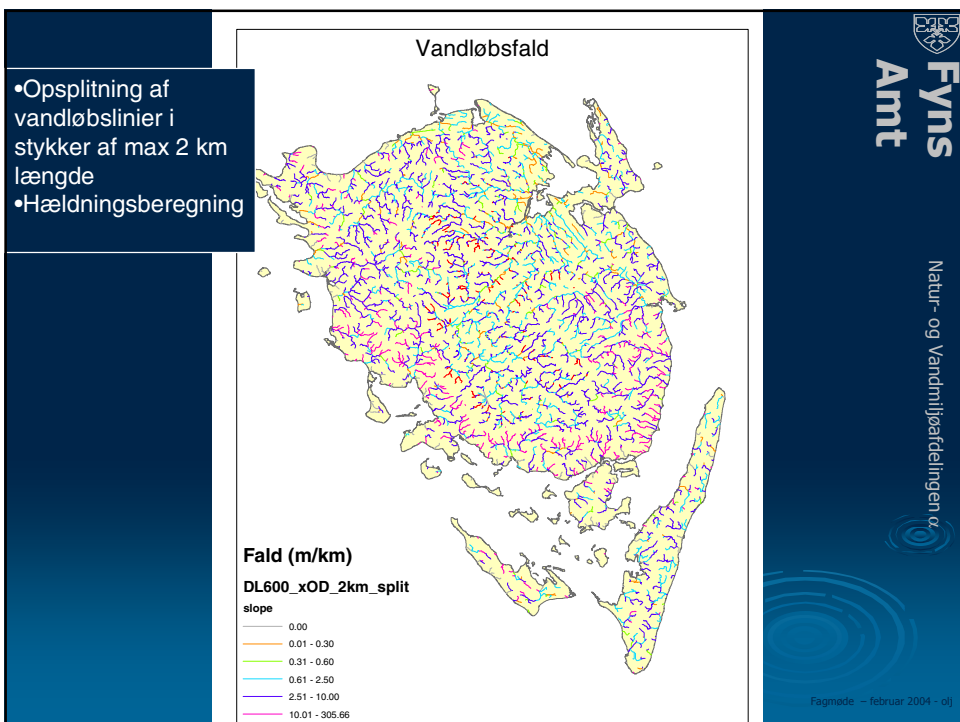 Vandløbsfald
•Opsplitning af
vandløbslinier i
stykker af max 2 km
længde
•Hældningsberegning
Fyns
Amt
Natur- og Vandmiljøafdelingen α
Fald (m/km)
DL600_xOD_2km_split
slope
0.00
0.01 - 0.30
0.31 - 0.60
0.61 - 2.50
2.51 - 10.00
10.01 - 305.66
Fagmøde – februar 2004 - olj